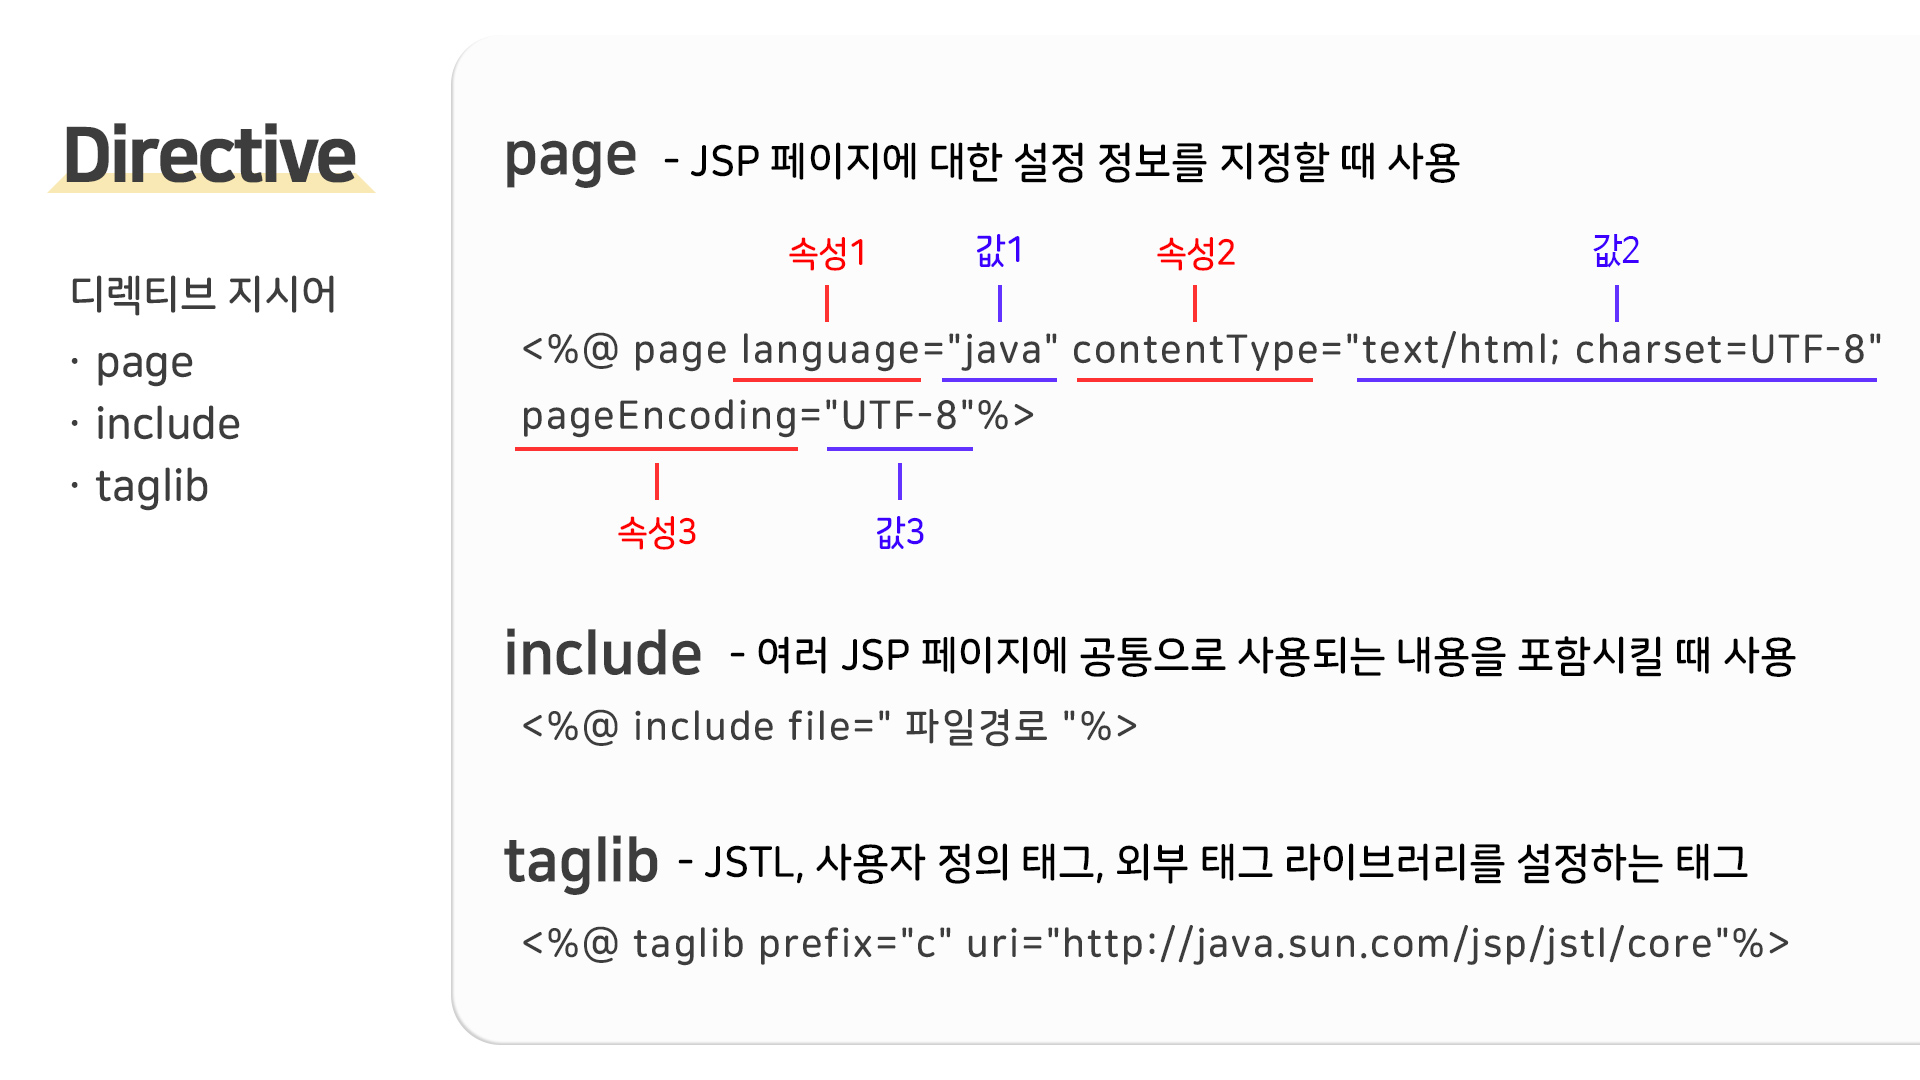 Directive
디렉티브 지시어
· page
· include
· taglib
page - JSP 페이지에 대한 설정 정보를 지정할 때 사용
속성1 값1 속성2 값2
<%@ page language="java" contentType="text/html; charset=UTF-8"
pageEncoding="UTF-8"%>
속성3 값3
include - 여러 JSP 페이지에 공통으로 사용되는 내용을 포함시킬 때 사용
<%@ include file=" 파일경로 "%>
taglib - JSTL, 사용자 정의 태그, 외부 태그 라이브러리를 설정하는 태그
<%@ taglib prefix="c" uri="http://java.sun.com/jsp/jstl/core"%>